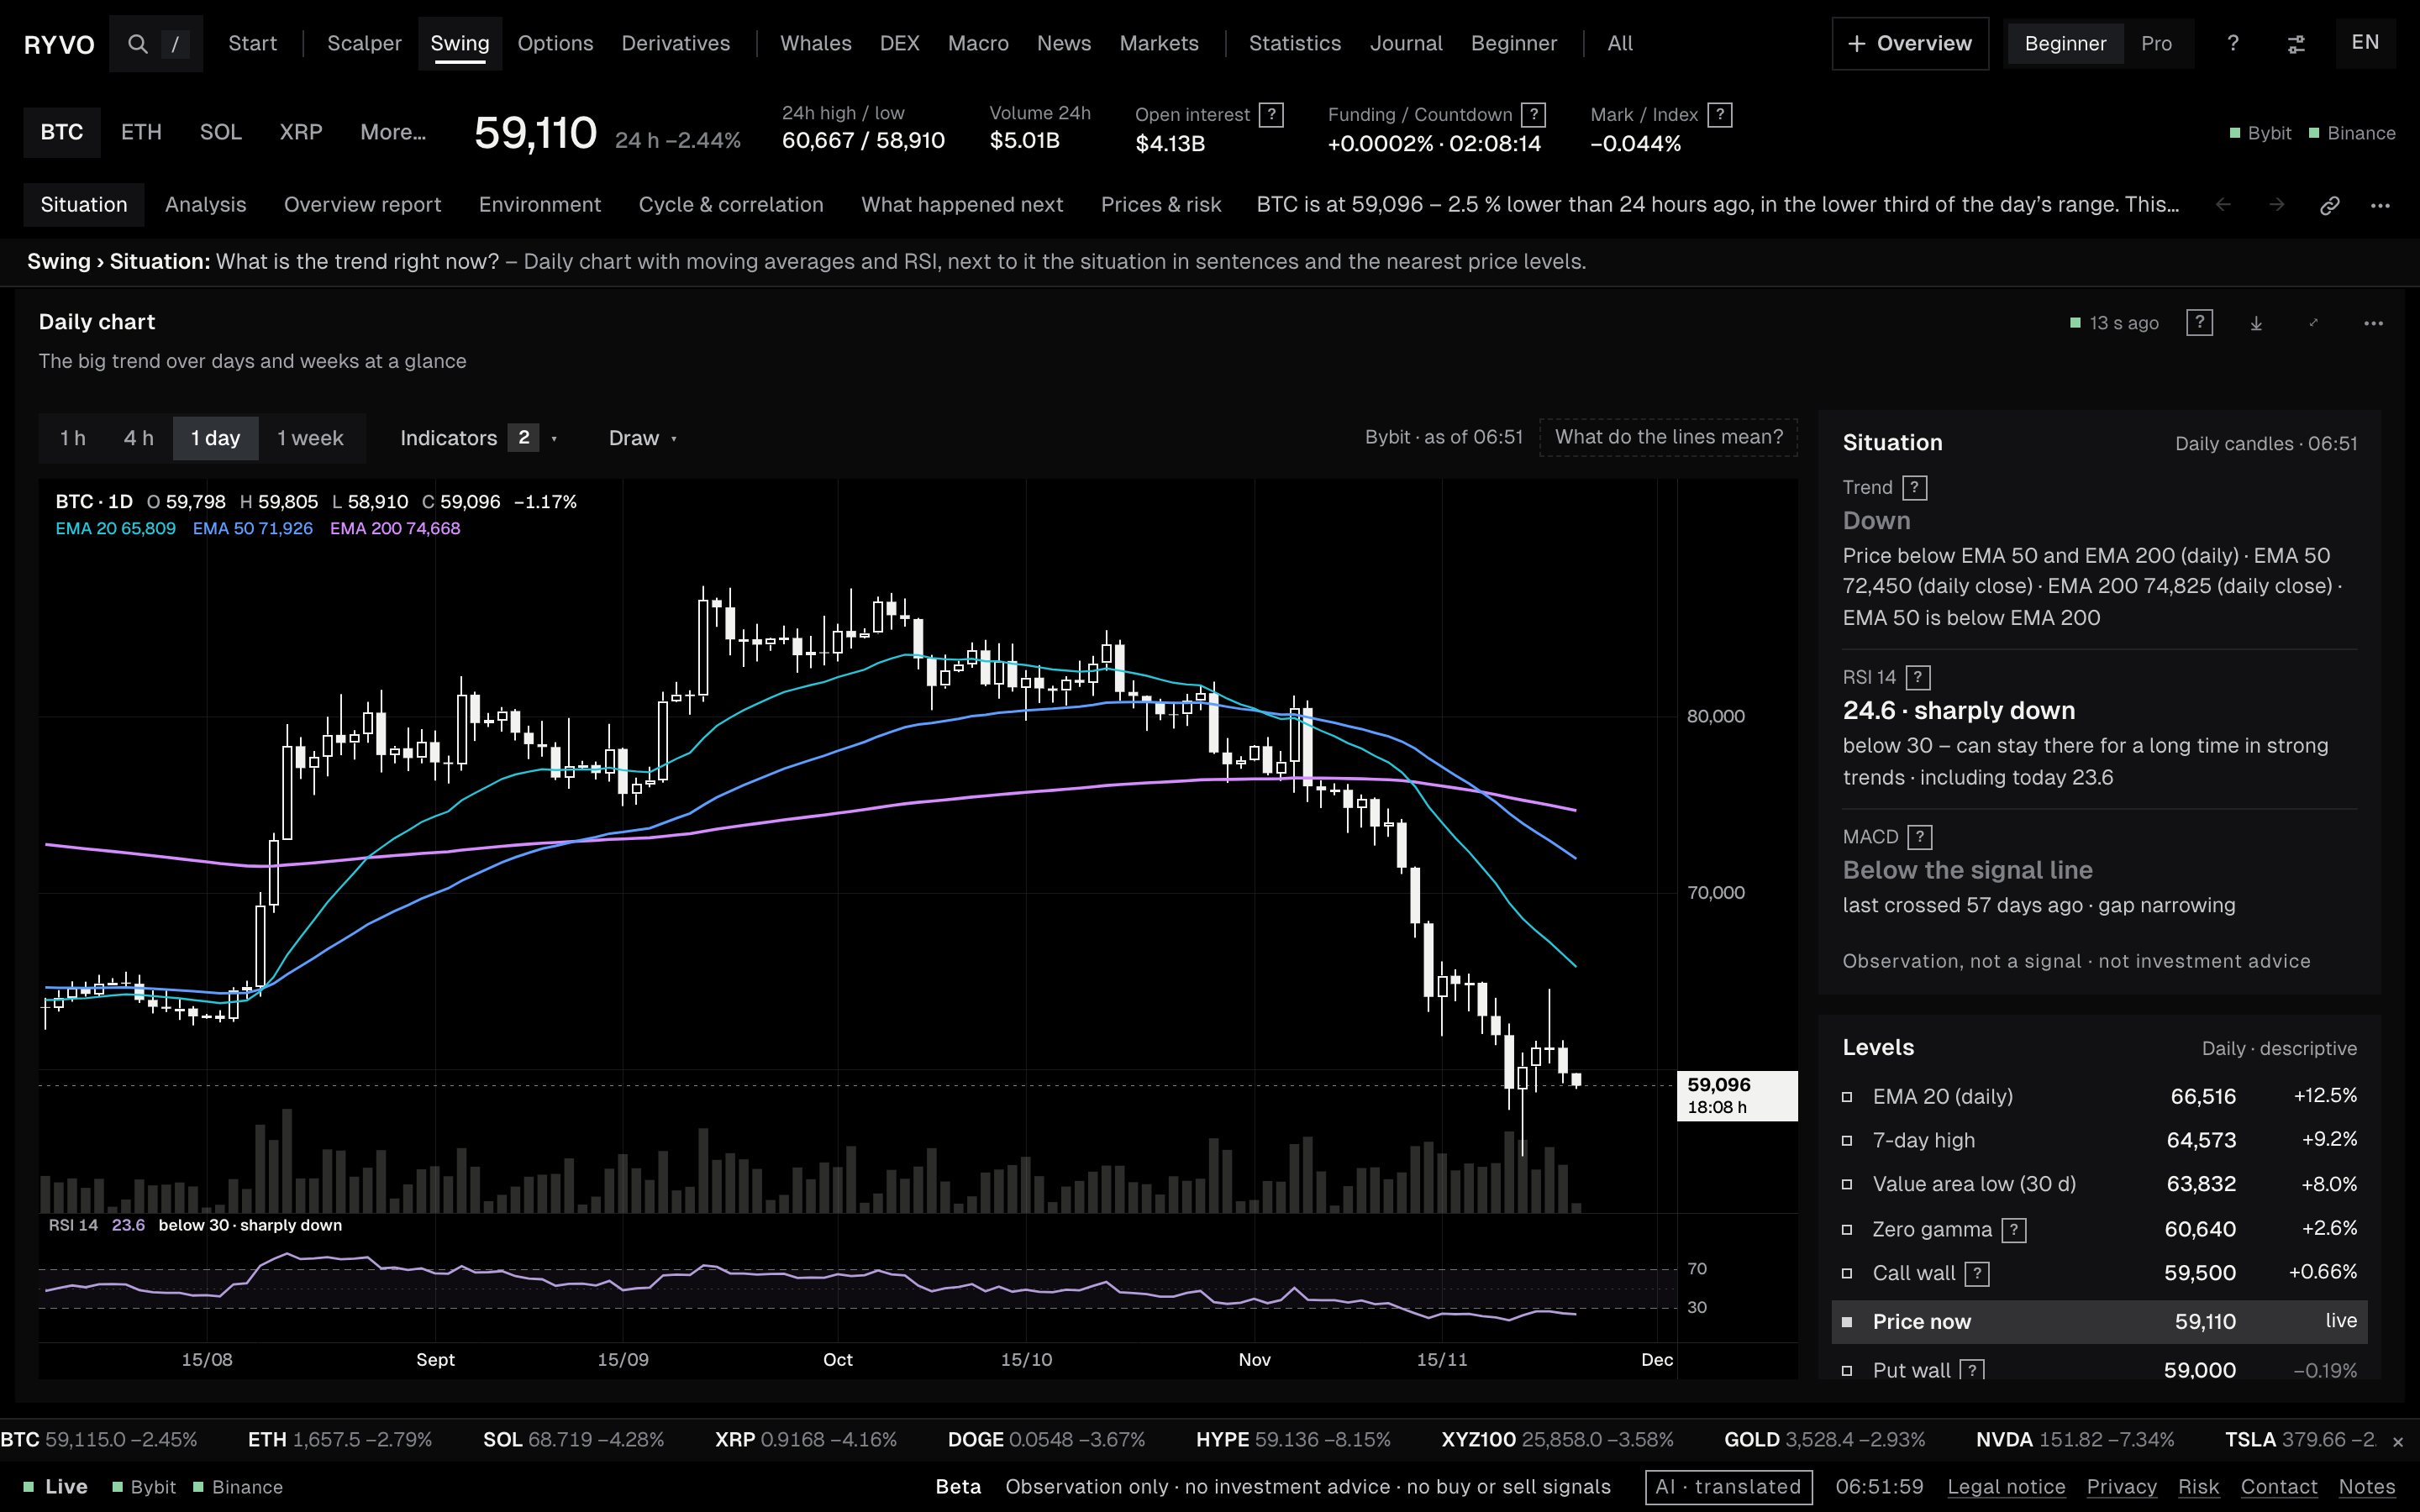 RYVO / Start Scalper Swing Options Derivatives Whales DEX Macro News Markets Statistics Journal Beginner All + Overview Beginner Pro ? EN
BTC ETH SOL XRP More... 59,110 24 h −2.44%
24h high / low
60,667 / 58,910
Volume 24h
$5.01B
Open interest ?
$4.13B
Funding / Countdown ?
+0.0002% · 02:08:14
Mark / Index ?
−0.044%
Bybit Binance
Situation Analysis Overview report Environment Cycle & correlation What happened next Prices & risk BTC is at 59,096 – 2.5 % lower than 24 hours ago, in the lower third of the day’s range. This...
Swing › Situation: What is the trend right now? – Daily chart with moving averages and RSI, next to it the situation in sentences and the nearest price levels.
Daily chart 13 s ago ?
The big trend over days and weeks at a glance
1 h 4 h 1 day 1 week Indicators 2 Draw Bybit · as of 06:51 What do the lines mean?
BTC · 1D O 59,798 H 59,805 L 58,910 C 59,096 −1.17%
EMA 20 65,809 EMA 50 71,926 EMA 200 74,668
80,000
70,000
59,096
18:08 h
RSI 14 23.6 below 30 · sharply down
70
30
15/08 Sept 15/09 Oct 15/10 Nov 15/11 Dec
Situation Daily candles · 06:51
Trend ?
Down
Price below EMA 50 and EMA 200 (daily) · EMA 50
72,450 (daily close) · EMA 200 74,825 (daily close) ·
EMA 50 is below EMA 200
RSI 14 ?
24.6 · sharply down
below 30 – can stay there for a long time in strong
trends · including today 23.6
MACD ?
Below the signal line
last crossed 57 days ago · gap narrowing
Observation, not a signal · not investment advice
Levels Daily · descriptive
EMA 20 (daily) 66,516 +12.5%
7-day high 64,573 +9.2%
Value area low (30 d) 63,832 +8.0%
Zero gamma ? 60,640 +2.6%
Call wall ? 59,500 +0.66%
Price now 59,110 live
Put wall ? 59,000 −0.19%
BTC 59,115.0 −2.45% ETH 1,657.5 −2.79% SOL 68.719 −4.28% XRP 0.9168 −4.16% DOGE 0.0548 −3.67% HYPE 59.136 −8.15% XYZ100 25,858.0 −3.58% GOLD 3,528.4 −2.93% NVDA 151.82 −7.34% TSLA 379.66 −2. ×
Live Bybit Binance Beta Observation only · no investment advice · no buy or sell signals AI · translated 06:51:59 Legal notice Privacy Risk Contact Notes